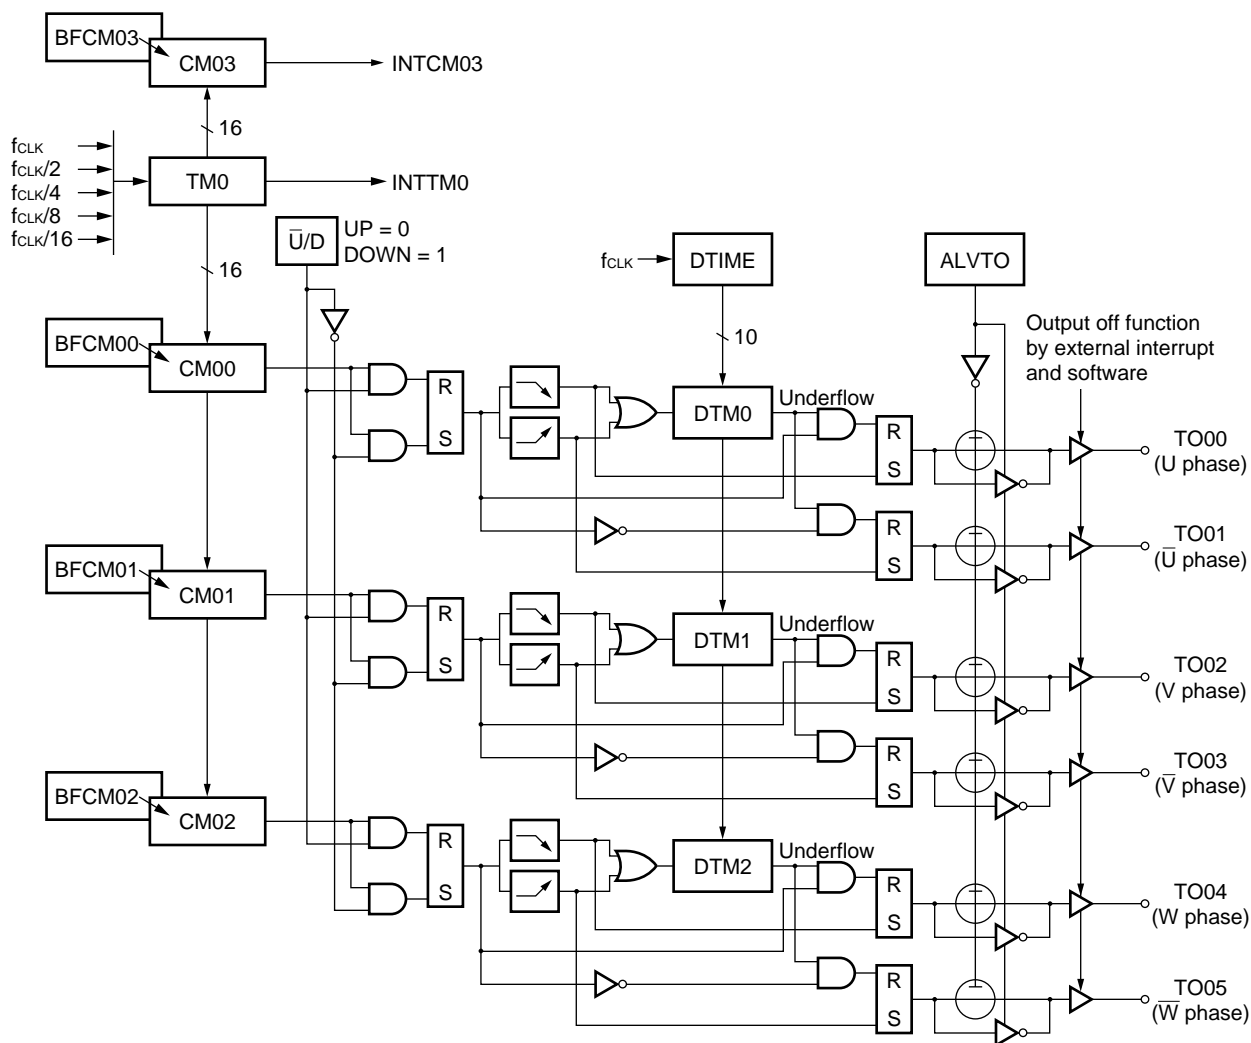 BFCM03
CM03
INTCM03
16
fCLK
fCLK/2
fCLK/4
fCLK/8
fCLK/16
TM0
INTTM0
U̅/D
UP = 0
DOWN = 1
16
fCLK
DTIME
ALVTO
10
Output off function
by external interrupt
and software
BFCM00
CM00
R
S
DTM0
Underflow
R
S
TO00
(U phase)
R
S
TO01
(U̅ phase)
BFCM01
CM01
R
S
DTM1
Underflow
R
S
TO02
(V phase)
R
S
TO03
(V̅ phase)
BFCM02
CM02
R
S
DTM2
Underflow
R
S
TO04
(W phase)
R
S
TO05
(W̅ phase)